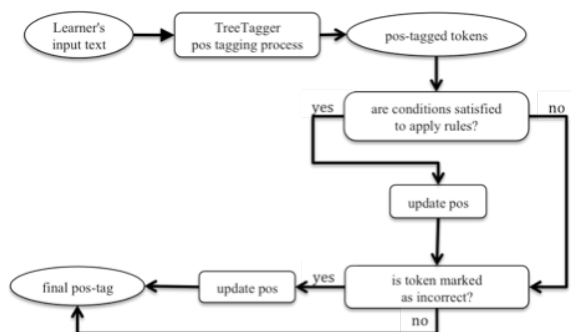 Learner's
input text
TreeTagger
pos tagging process
pos-tagged tokens
yes
are conditions satisfied
to apply rules?
no
update pos
final pos-tag
update pos
yes
is token marked
as incorrect?
no